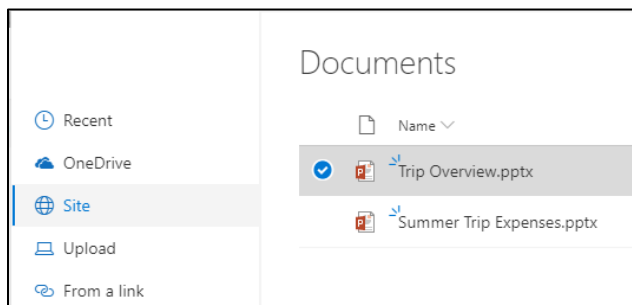 Documents
Recent
OneDrive
Site
Upload
From a link
Name
Trip Overview.pptx
Summer Trip Expenses.pptx